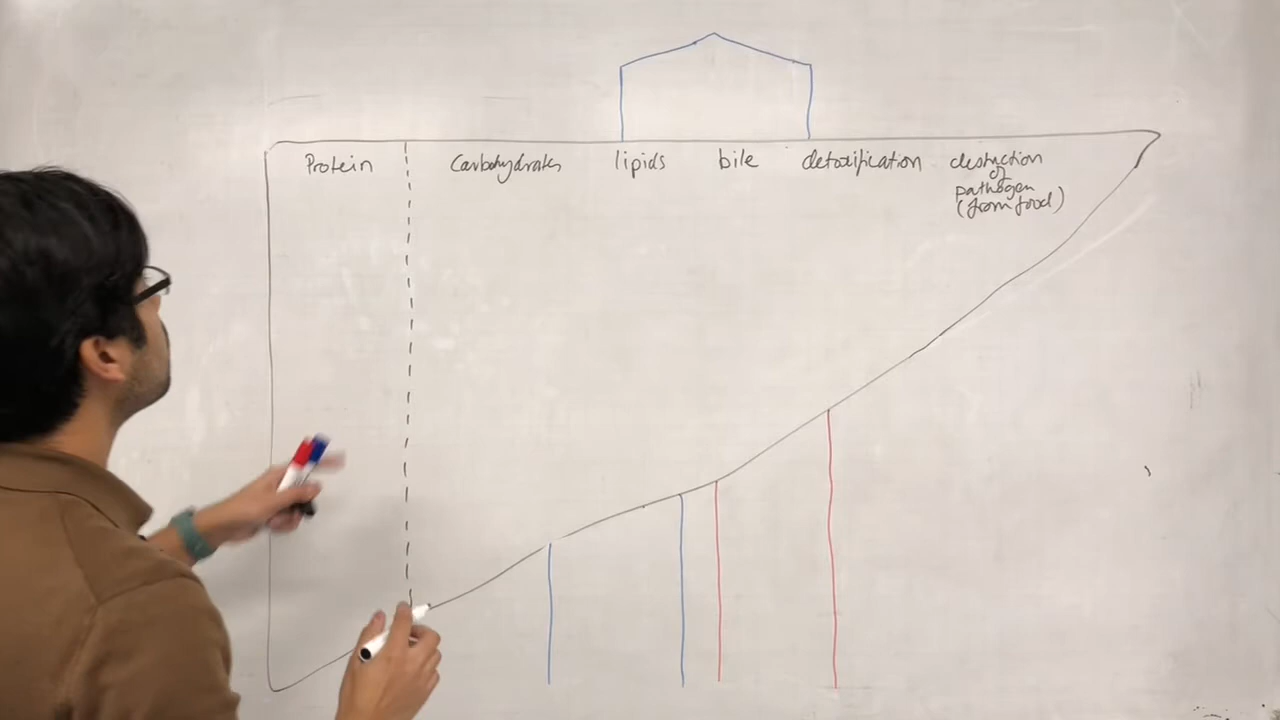 Protein
Carbohydrates
lipids
bile
detoxification
destruction
of
pathogen
(from food)